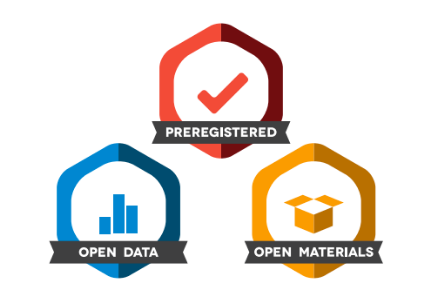 PREREGISTERED
OPEN DATA
OPEN MATERIALS